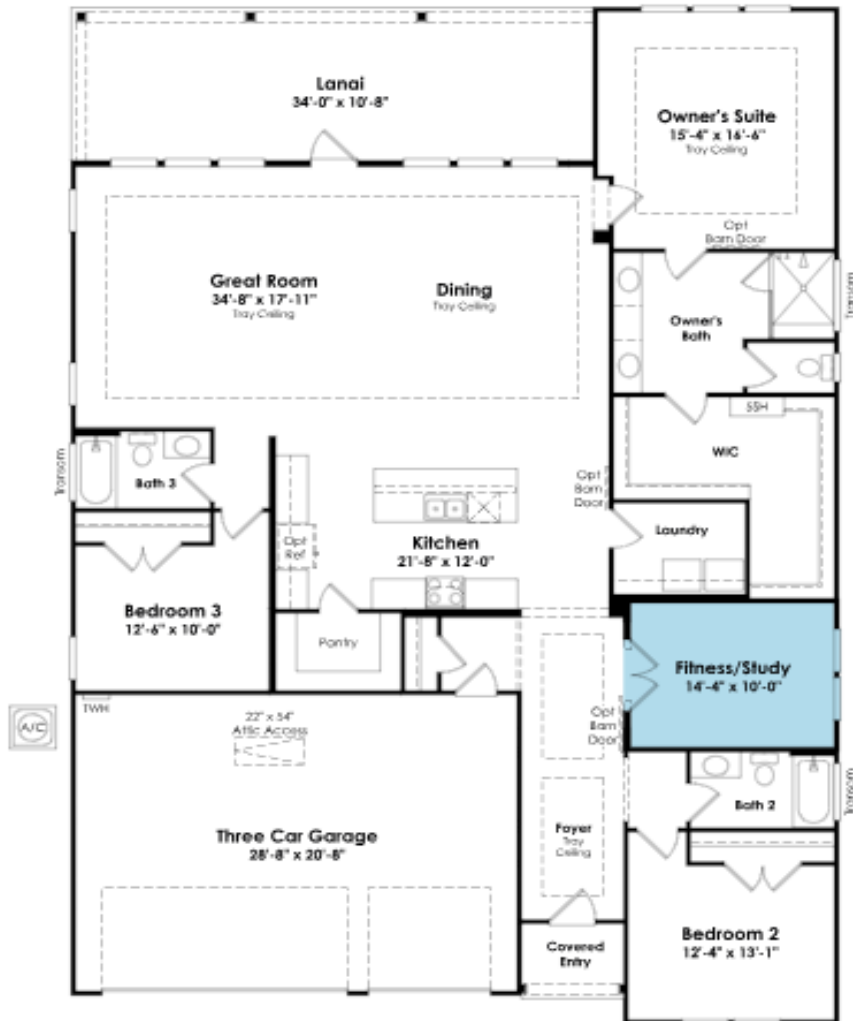 Lanai
34'-0" x 10'-8"
Owner's Suite
15'-4" x 16'-6"
Tray Ceiling
Opt
Barn Door
Great Room
34'-8" x 17'-11"
Tray Ceiling
Dining
Tray Ceiling
Owner's
Bath
Transom
SSH
WIC
Transom
Bath 3
Opt
Barn
Door
Laundry
Opt
Ref
Kitchen
21'-8" x 12'-0"
Bedroom 3
12'-6" x 10'-0"
Pantry
Fitness/Study
14'-4" x 10'-0"
TWH
A/C
22" x 54"
Attic Access
Opt
Barn
Door
Bath 2
Transom
Three Car Garage
28'-8" x 20'-8"
Foyer
Tray
Ceiling
Covered
Entry
Bedroom 2
12'-4" x 13'-1"